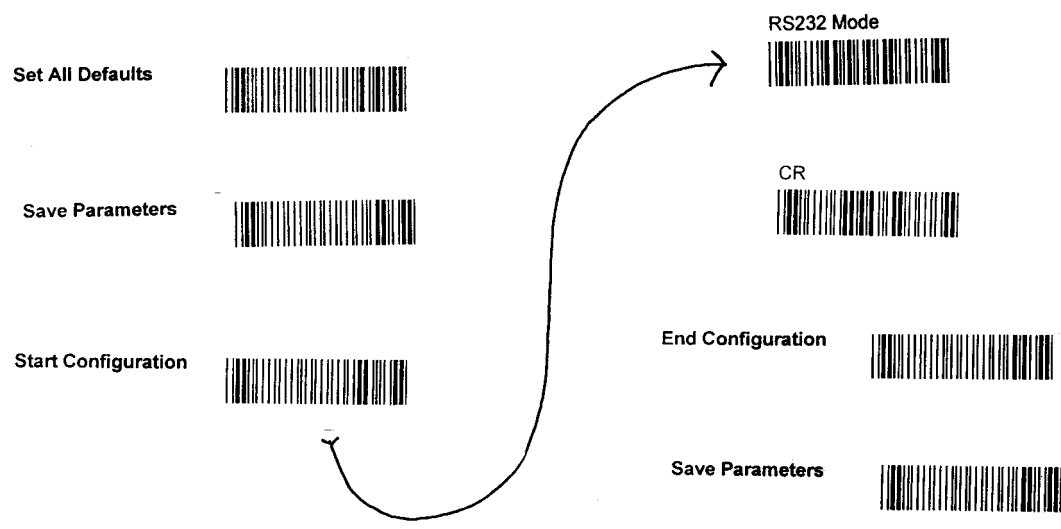 Set All Defaults
Save Parameters
Start Configuration
RS232 Mode
CR
End Configuration
Save Parameters